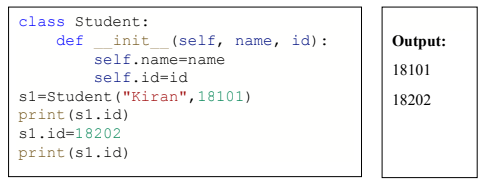 class Student:
    def __init__(self, name, id):
        self.name=name
        self.id=id
s1=Student("Kiran",18101)
print(s1.id)
s1.id=18202
print(s1.id)
Output:
18101
18202